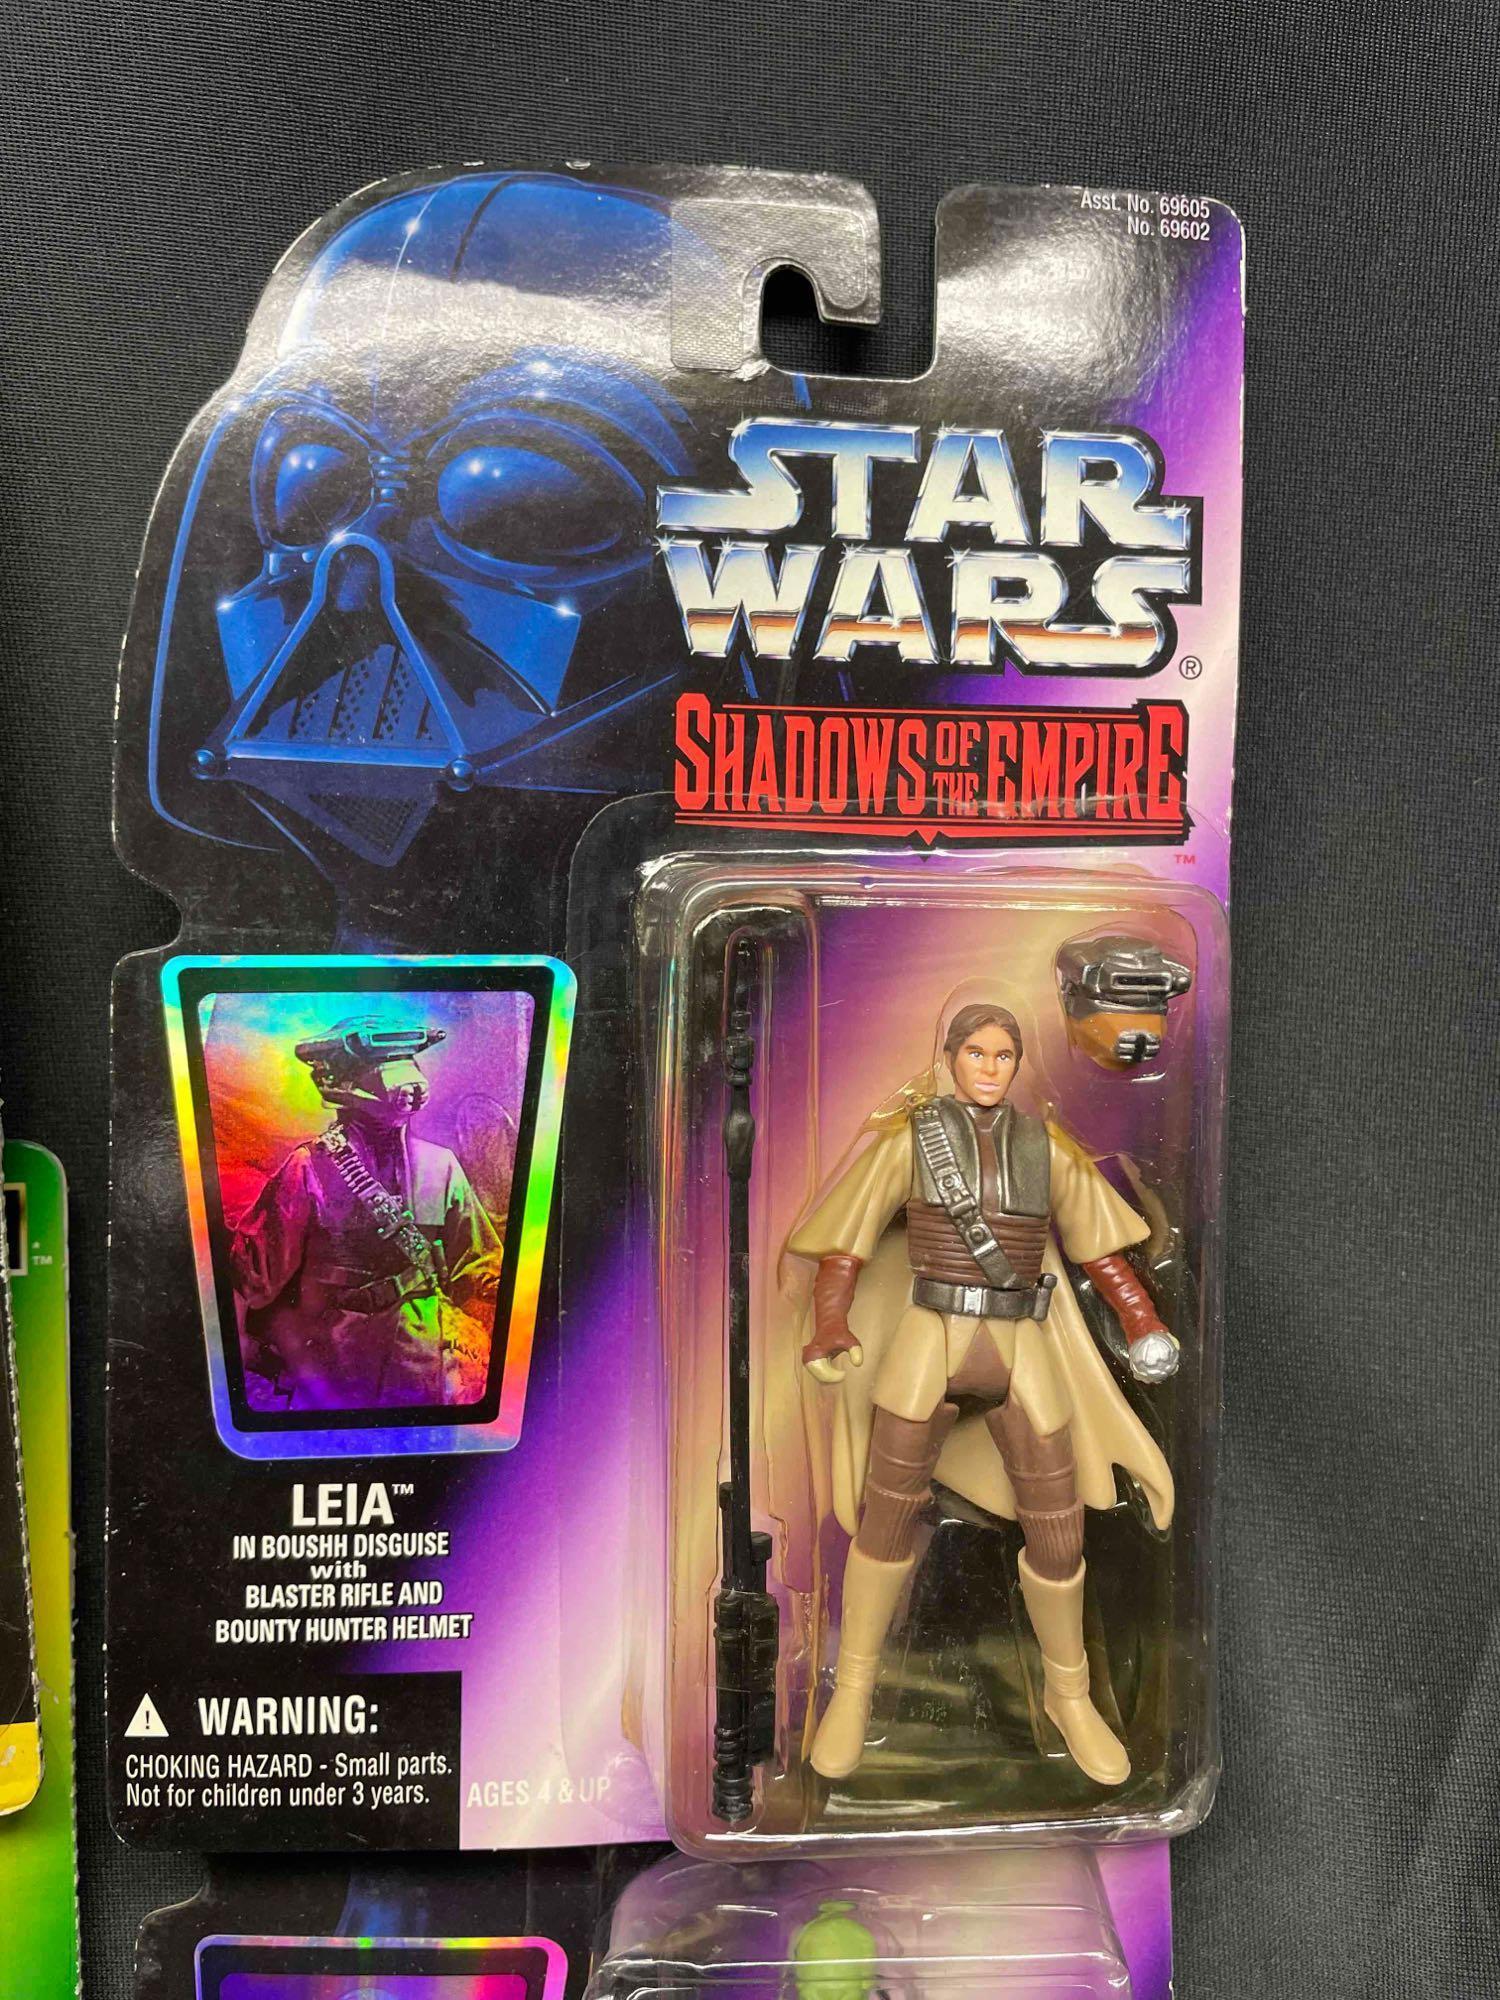 Asst. No. 69605
No. 69602
STAR
WARS®
SHADOWS OF THE EMPIRE
TM
LEIA™
IN BOUSHH DISGUISE
with
BLASTER RIFLE AND
BOUNTY HUNTER HELMET
WARNING:
CHOKING HAZARD - Small parts.
Not for children under 3 years.
AGES 4 & UP
TM